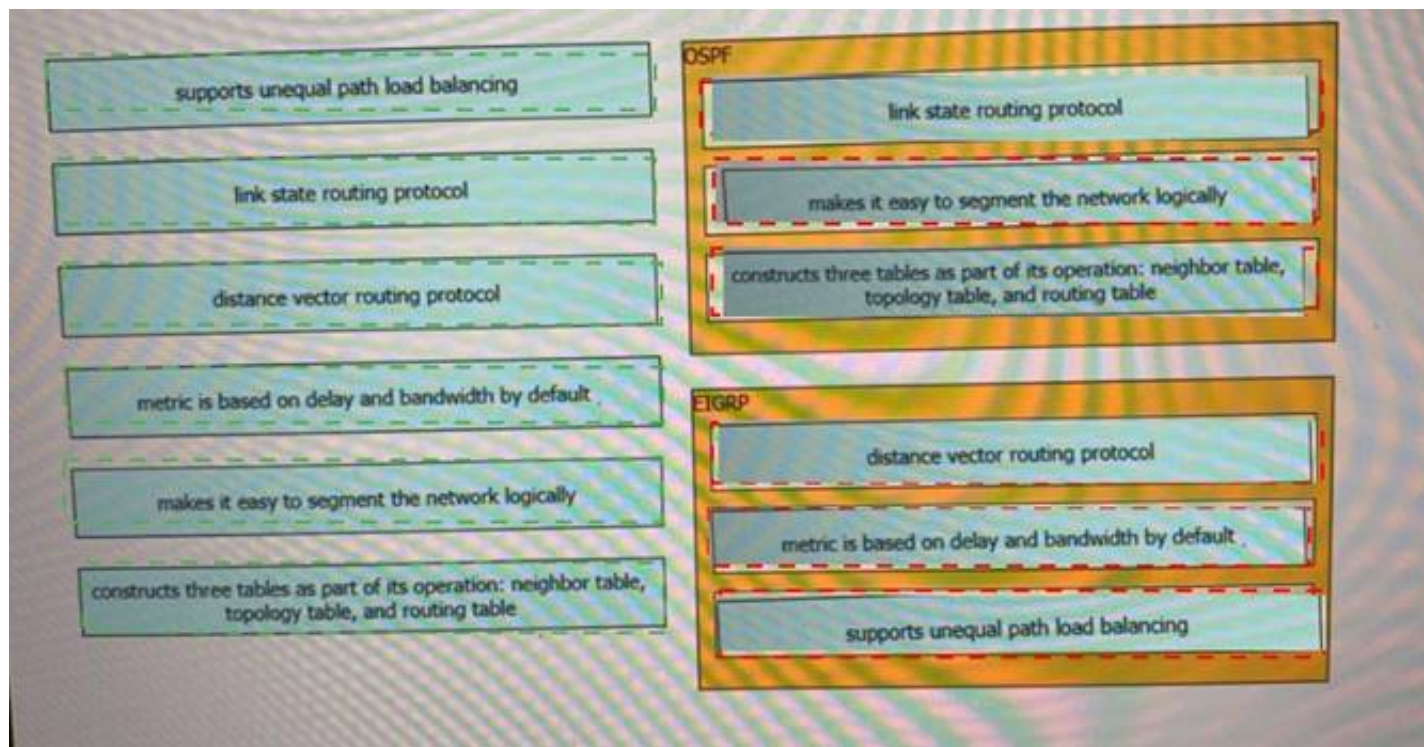 supports unequal path load balancing
link state routing protocol
distance vector routing protocol
metric is based on delay and bandwidth by default
makes it easy to segment the network logically
constructs three tables as part of its operation: neighbor table,
topology table, and routing table
OSPF
link state routing protocol
makes it easy to segment the network logically
constructs three tables as part of its operation: neighbor table,
topology table, and routing table
EIGRP
distance vector routing protocol
metric is based on delay and bandwidth by default
supports unequal path load balancing